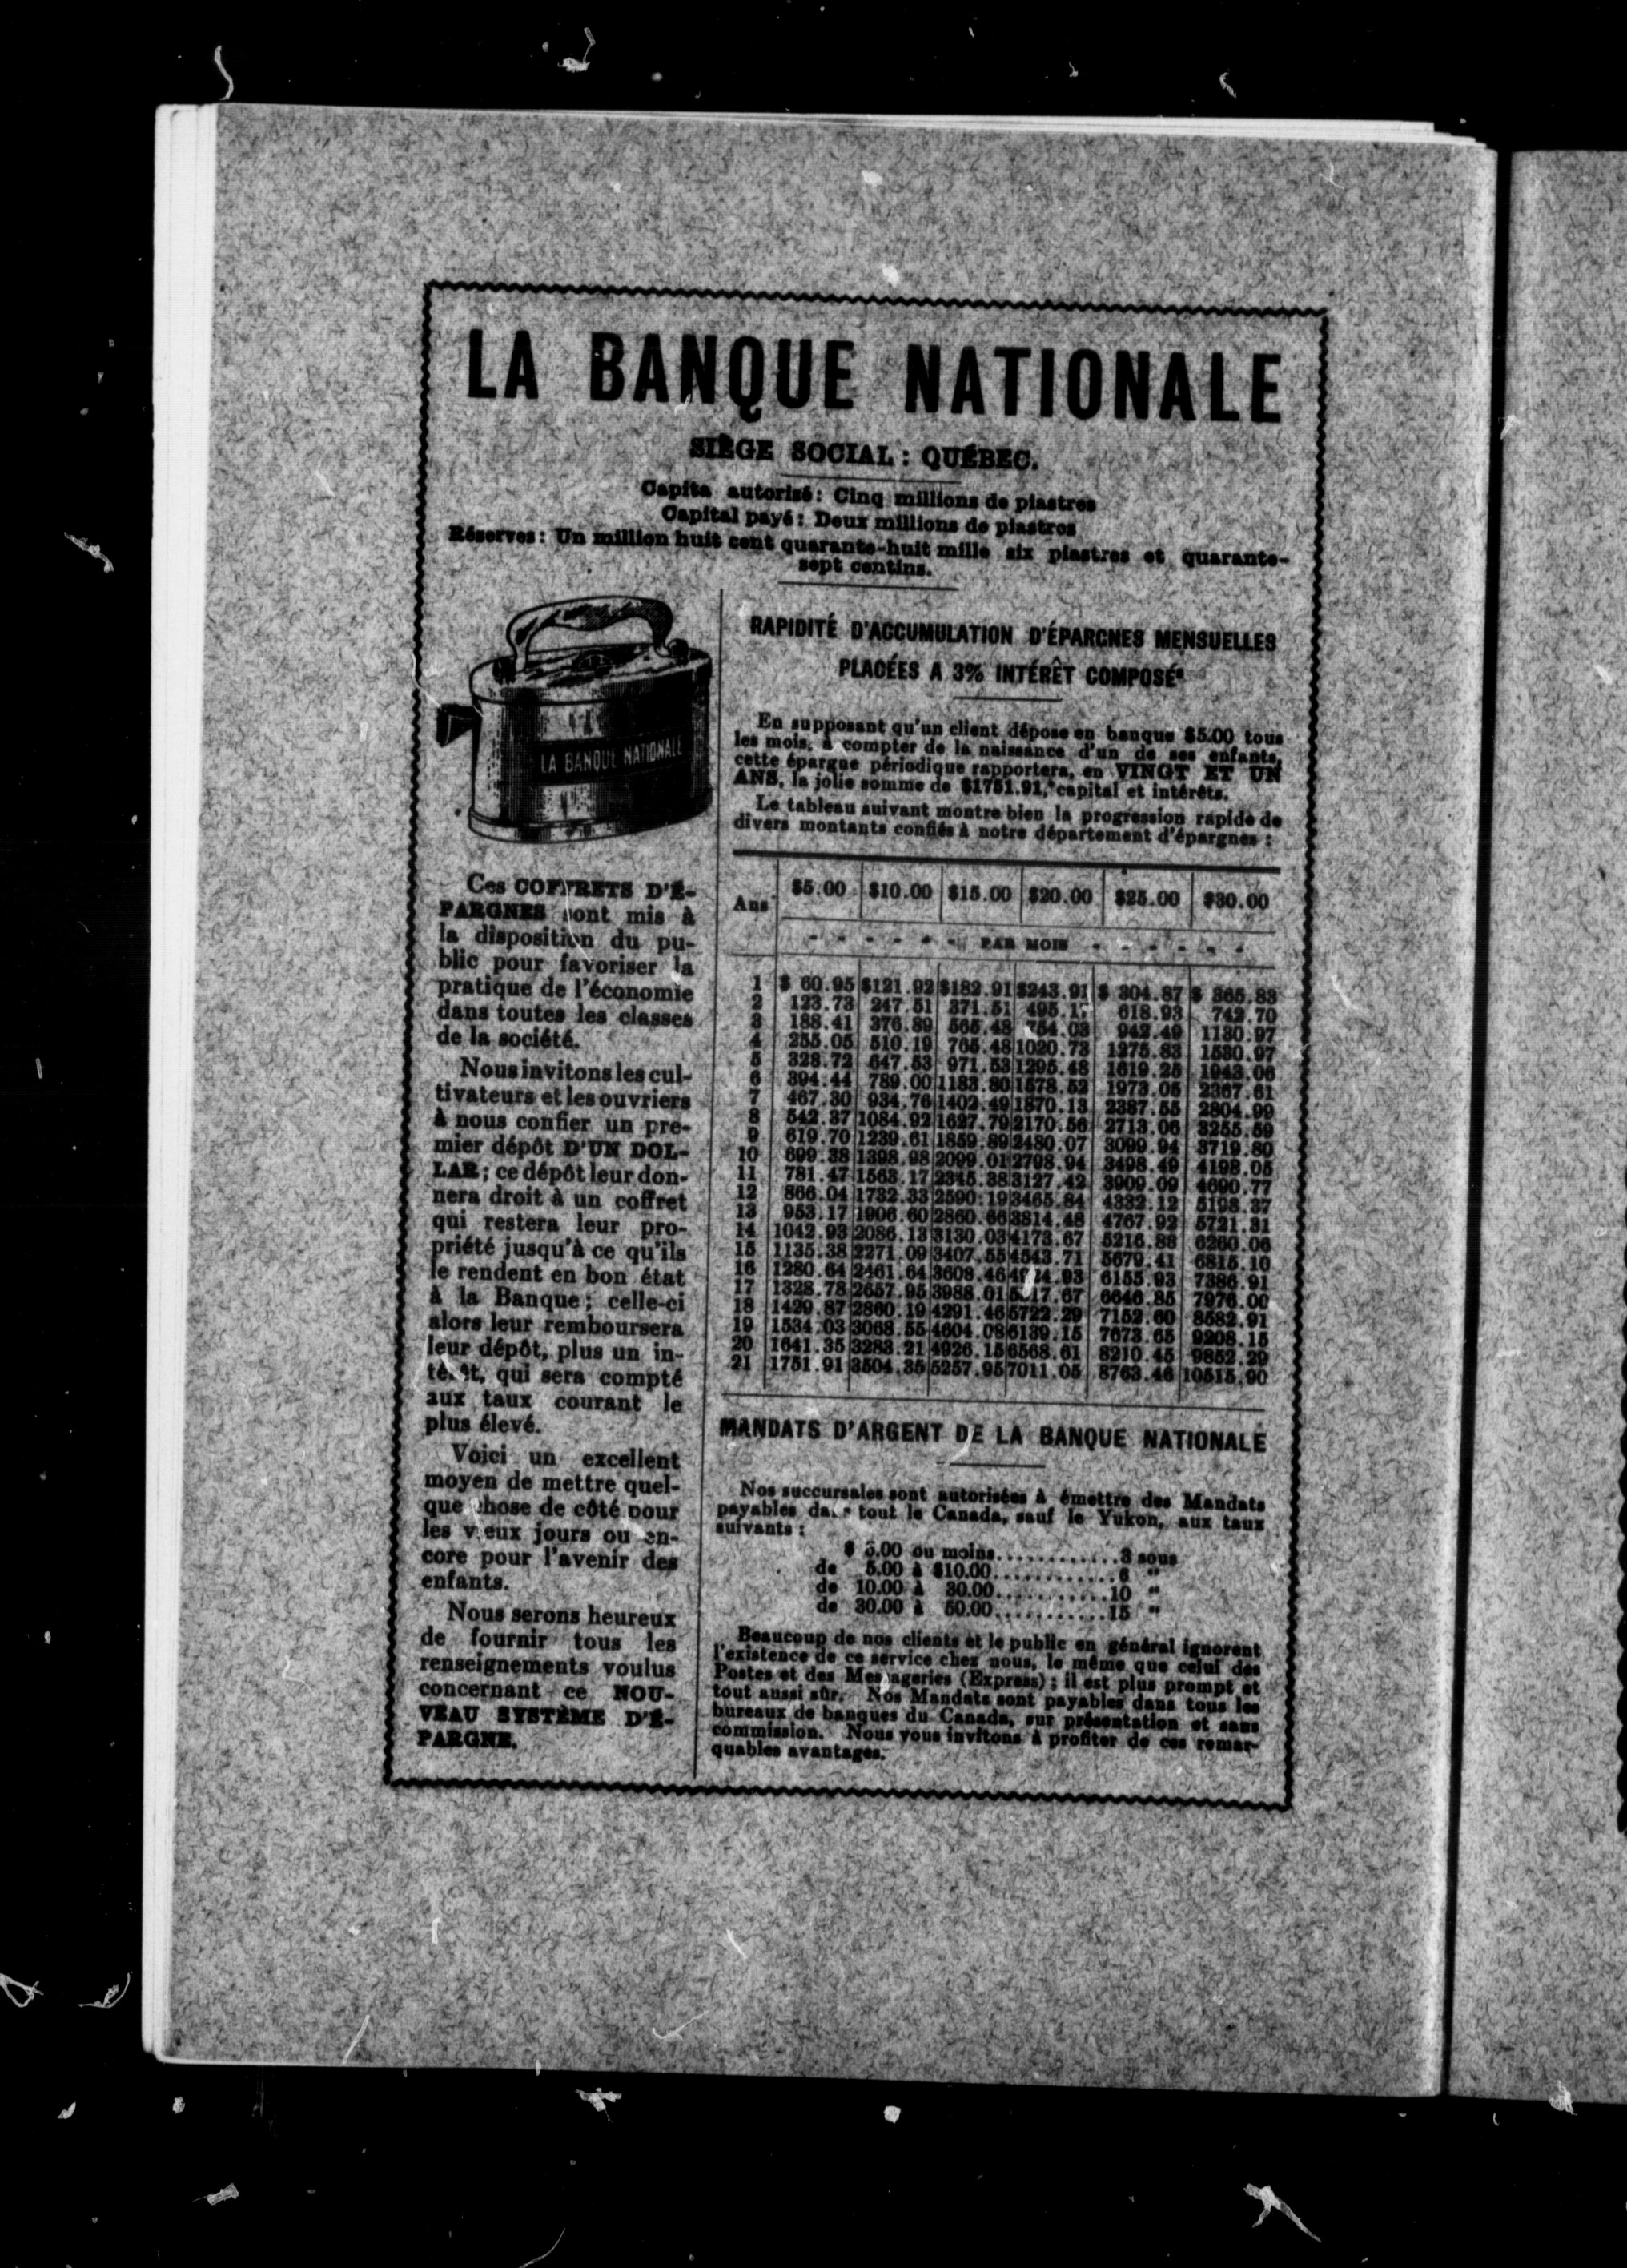 LA BANQUE NATIONALE
SIÈGE SOCIAL : QUÉBEC.
Capita autorisé: Cinq millions de piastres
Capital payé: Deux millions de piastres
Réserves: Un million huit cent quarante-huit mille six piastres et quarante-
sept centins.
LA BANQUE NATIONALE
Ces COFFRETS D'É-
PARGNES sont mis à
la disposition du pu-
blic pour favoriser la
pratique de l'économie
dans toutes les classes
de la société.
Nous invitons les cul-
tivateurs et les ouvriers
à nous confier un pre-
mier dépôt D'UN DOL-
LAR; ce dépôt leur don-
nera droit à un coffret
qui restera leur pro-
priété jusqu'à ce qu'ils
le rendent en bon état
à la Banque; celle-ci
alors leur remboursera
leur dépôt, plus un in-
térêt, qui sera compté
aux taux courant le
plus élevé.
Voici un excellent
moyen de mettre quel-
que chose de côté pour
les vieux jours ou en-
core pour l'avenir des
enfants.
Nous serons heureux
de fournir tous les
renseignements voulus
concernant ce NOU-
VEAU SYSTÈME D'É-
PARGNE.
RAPIDITÉ D'ACCUMULATION D'ÉPARGNES MENSUELLES
PLACÉES A 3% INTÉRÊT COMPOSÉ
En supposant qu'un client dépose en banque $5.00 tous
les mois, à compter de la naissance d'un de ses enfants,
cette épargne périodique rapportera, en VINGT ET UN
ANS, la jolie somme de $1751.91, capital et intérêts.
Le tableau suivant montre bien la progression rapide de
divers montants confiés à notre département d'épargnes :
Ans $5.00 $10.00 $15.00 $20.00 $25.00 $30.00
- - - - - - PAR MOIS - - - - - -
1 $ 60.95 $121.92 $182.91 $243.91 $ 304.87 $ 365.83
2 123.73 247.51 371.51 495.1 618.93 742.70
3 188.41 376.89 565.48 754.03 942.49 1130.97
4 255.05 510.19 765.48 1020.73 1275.83 1530.97
5 328.72 647.53 971.53 1295.48 1619.25 1943.06
6 394.44 789.00 1183.80 1578.52 1973.05 2367.61
7 467.30 934.76 1402.49 1870.13 2387.55 2804.99
8 542.37 1084.92 1627.79 2170.56 2713.06 3255.59
9 619.70 1239.61 1859.89 2480.07 3099.94 3719.80
10 699.38 1398.98 2099.01 2798.94 3498.49 4198.05
11 781.47 1563.17 2345.38 3127.42 3909.09 4690.77
12 866.04 1732.33 2590.19 3465.84 4332.12 5198.37
13 953.17 1906.60 2860.66 3814.48 4767.92 5721.31
14 1042.93 2086.13 3130.03 4173.67 5216.88 6260.06
15 1135.38 2271.09 3407.55 4543.71 5679.41 6815.10
16 1280.64 2461.64 3608.46 6155.93 7386.91
17 1328.78 2657.95 3988.01 6646.85 7976.00
18 1429.87 2860.19 4291.46 5722.29 7152.60 8582.91
19 1534.03 3068.55 4604.08 6139.15 7673.65 9208.15
20 1641.35 3283.21 4926.15 6568.61 8210.45 9852.29
21 1751.91 3504.35 5257.95 7011.05 8763.46 10515.90
MANDATS D'ARGENT DE LA BANQUE NATIONALE
Nos succursales sont autorisées à émettre des Mandats
payables dans tout le Canada, sauf le Yukon, aux taux
suivants :
$ 5.00 ou moins............3 sous
de 5.00 à $10.00............6 "
de 10.00 à 30.00...........10 "
de 30.00 à 50.00...........15 "
Beaucoup de nos clients et le public en général ignorent
l'existence de ce service chez nous, le même que celui des
Postes et des Messageries (Express) ; il est plus prompt et
tout aussi sûr. Nos Mandats sont payables dans tous les
bureaux de banques du Canada, sur présentation et sans
commission. Nous vous invitons à profiter de ces remar-
quables avantages.